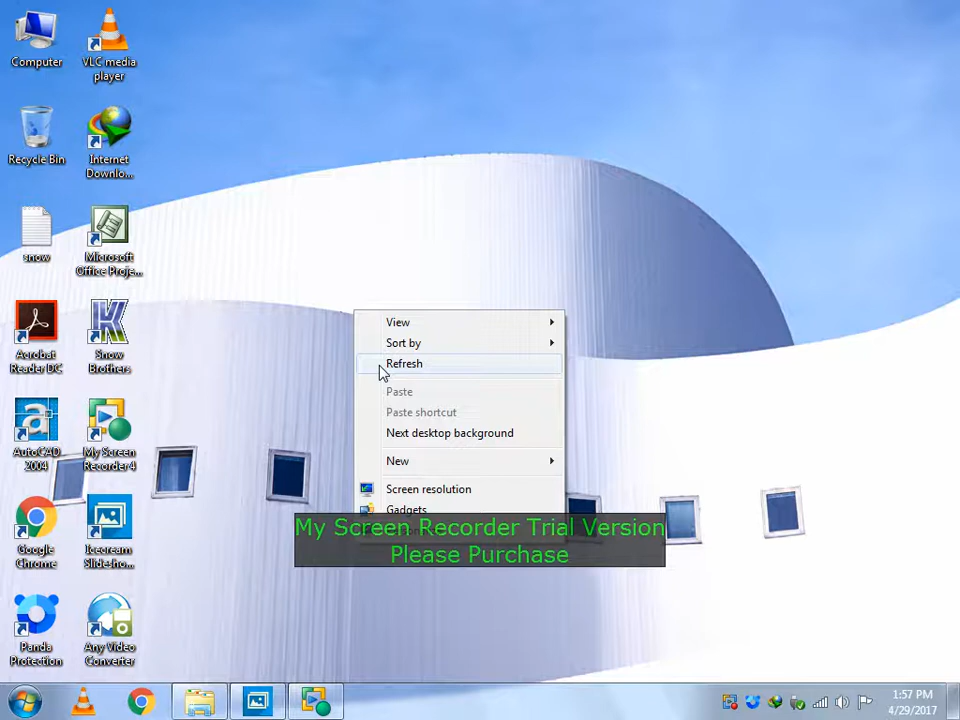 Computer
VLC media
player
Recycle Bin
Internet
Downlo...
snow
Microsoft
Office Proje...
Acrobat
Reader DC
Snow
Brothers
AutoCAD
2004
My Screen
Recorder 4
Google
Chrome
Icecream
Slidesho...
Panda
Protection
Any Video
Converter
View
Sort by
Refresh
Paste
Paste shortcut
Next desktop background
New
Screen resolution
Gadgets
My Screen Recorder Trial Version
Please Purchase
1:57 PM
4/29/2017